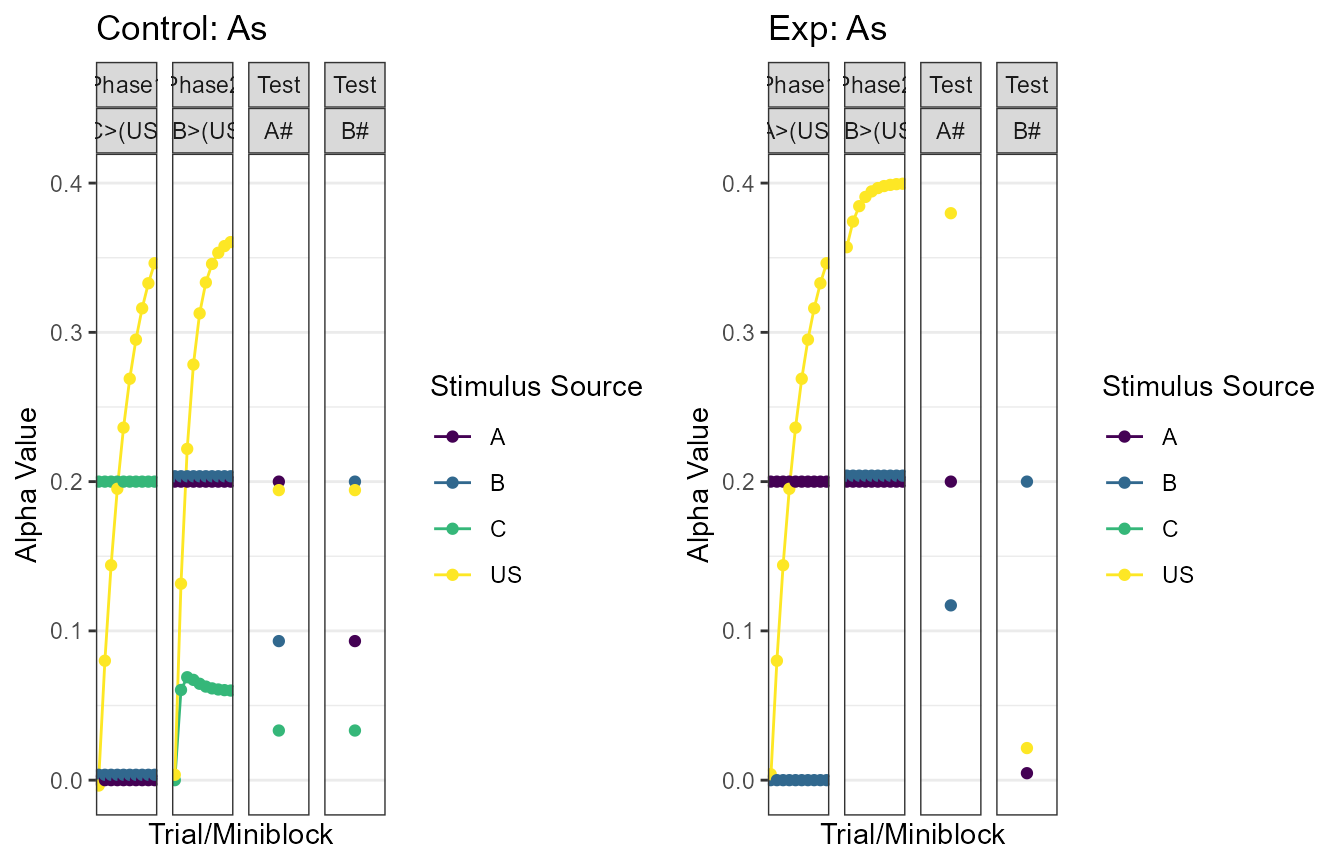 Control: As
Phase1 Phase2 Test Test
C>(US B>(US A# B#
0.4
0.3
0.2
0.1
0.0
Alpha Value
Trial/Miniblock
Stimulus Source
A
B
C
US
Exp: As
Phase1 Phase2 Test Test
A>(US B>(US A# B#
0.4
0.3
0.2
0.1
0.0
Alpha Value
Trial/Miniblock
Stimulus Source
A
B
C
US